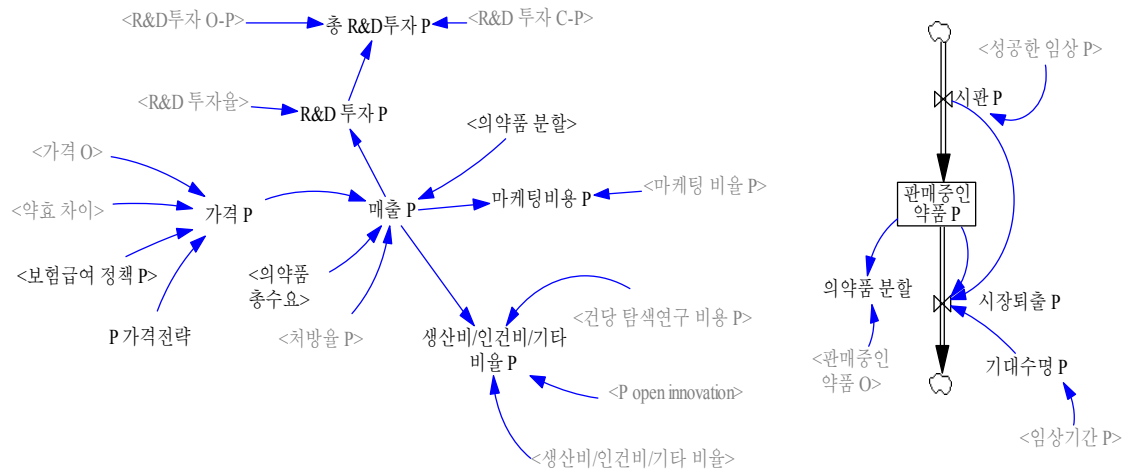 <R&D투자 O-P>
총 R&D투자 P
<R&D 투자 C-P>
<R&D 투자율>
R&D 투자 P
<의약품 분할>
<가격 O>
<약효 차이>
가격 P
매출 P
마케팅비용 P
<마케팅 비율 P>
<보험급여 정책 P>
<의약품
총수요>
P 가격전략
<처방율 P>
생산비/인건비/기타
비율 P
<건당 탐색연구 비용 P>
<P open innovation>
<생산비/인건비/기타 비율>
<성공한 임상 P>
시판 P
판매중인
약품 P
의약품 분할
시장퇴출 P
<판매중인
약품 O>
기대수명 P
<임상기간 P>